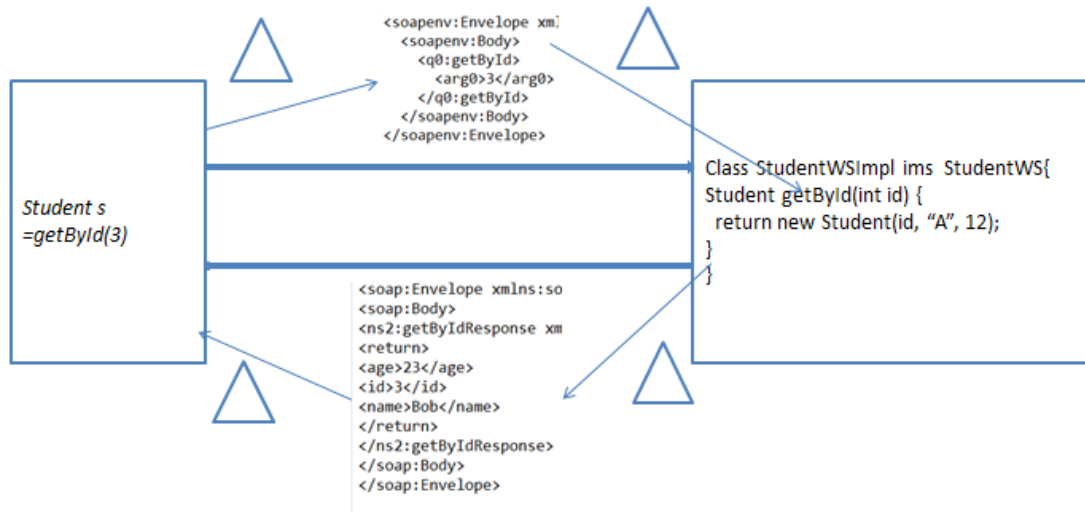 <soapenv:Envelope xml
<soapenv:Body>
<q0:getById>
<arg0>3</arg0>
</q0:getById>
</soapenv:Body>
</soapenv:Envelope>
Student s
=getById(3)
Class StudentWSImpl ims StudentWS{
Student getById(int id) {
return new Student(id, “A”, 12);
}
}
<soap:Envelope xmlns:so
<soap:Body>
<ns2:getByIdResponse xm
<return>
<age>23</age>
<id>3</id>
<name>Bob</name>
</return>
</ns2:getByIdResponse>
</soap:Body>
</soap:Envelope>